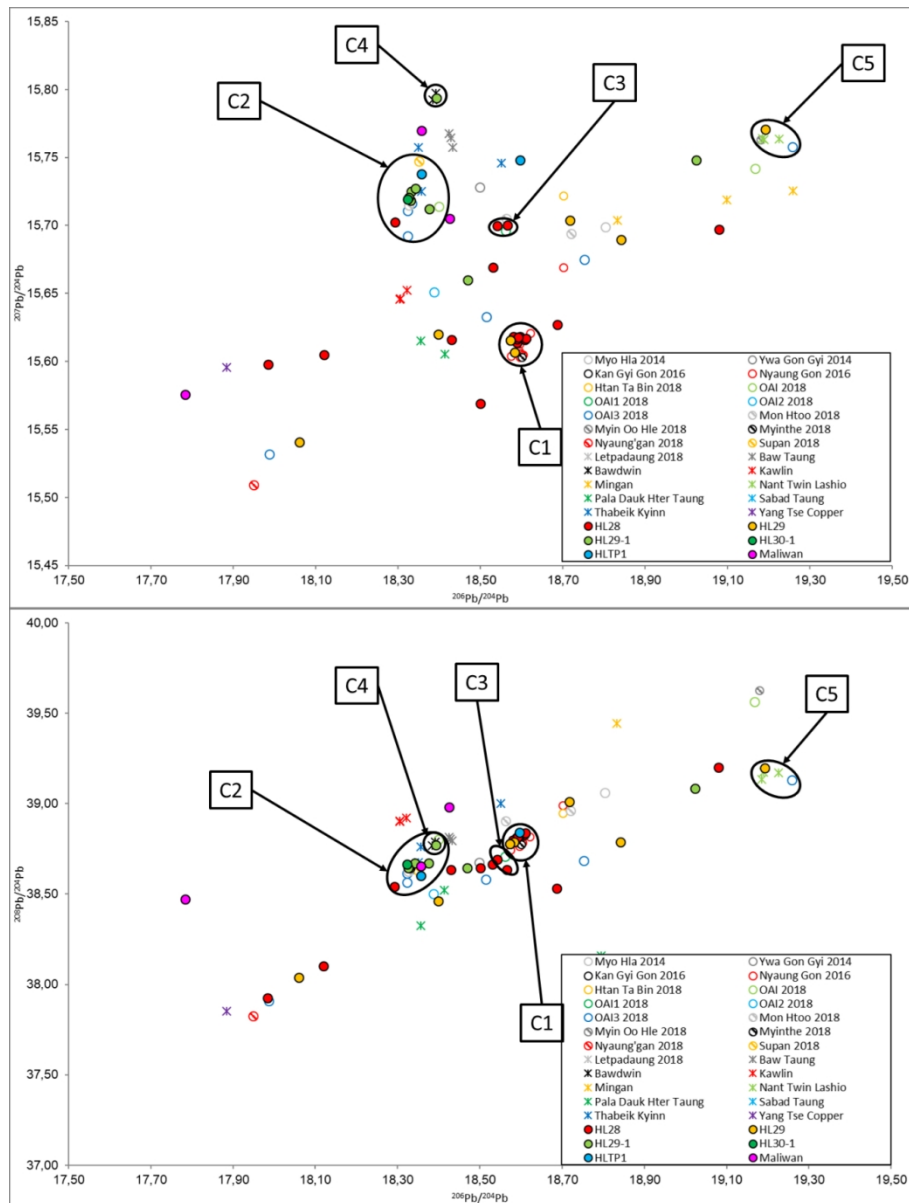 15,85
15,80
15,75
15,70
15,65
15,60
15,55
15,50
15,45
²⁰⁷Pb/²⁰⁴Pb
C4
C2
C3
C5
C1
Myo Hla 2014 Ywa Gon Gyi 2014
Kan Gyi Gon 2016 Nyaung Gon 2016
Htan Ta Bin 2018 OAI 2018
OAI1 2018 OAI2 2018
OAI3 2018 Mon Htoo 2018
Myin Oo Hle 2018 Myinthe 2018
Nyaung'gan 2018 Supan 2018
Letpadaung 2018 Baw Taung
Bawdwin Kawlin
Mingan Nant Twin Lashio
Pala Dauk Hter Taung Sabad Taung
Thabeik Kyinn Yang Tse Copper
HL28 HL29
HL29-1 HL30-1
HLTP1 Maliwan
17,50 17,70 17,90 18,10 18,30 18,50 18,70 18,90 19,10 19,30 19,50
²⁰⁶Pb/²⁰⁴Pb
40,00
39,50
39,00
38,50
38,00
37,50
37,00
²⁰⁸Pb/²⁰⁴Pb
C4
C3
C5
C2
C1
Myo Hla 2014 Ywa Gon Gyi 2014
Kan Gyi Gon 2016 Nyaung Gon 2016
Htan Ta Bin 2018 OAI 2018
OAI1 2018 OAI2 2018
OAI3 2018 Mon Htoo 2018
Myin Oo Hle 2018 Myinthe 2018
Nyaung'gan 2018 Supan 2018
Letpadaung 2018 Baw Taung
Bawdwin Kawlin
Mingan Nant Twin Lashio
Pala Dauk Hter Taung Sabad Taung
Thabeik Kyinn Yang Tse Copper
HL28 HL29
HL29-1 HL30-1
HLTP1 Maliwan
17,50 17,70 17,90 18,10 18,30 18,50 18,70 18,90 19,10 19,30 19,50
²⁰⁶Pb/²⁰⁴Pb